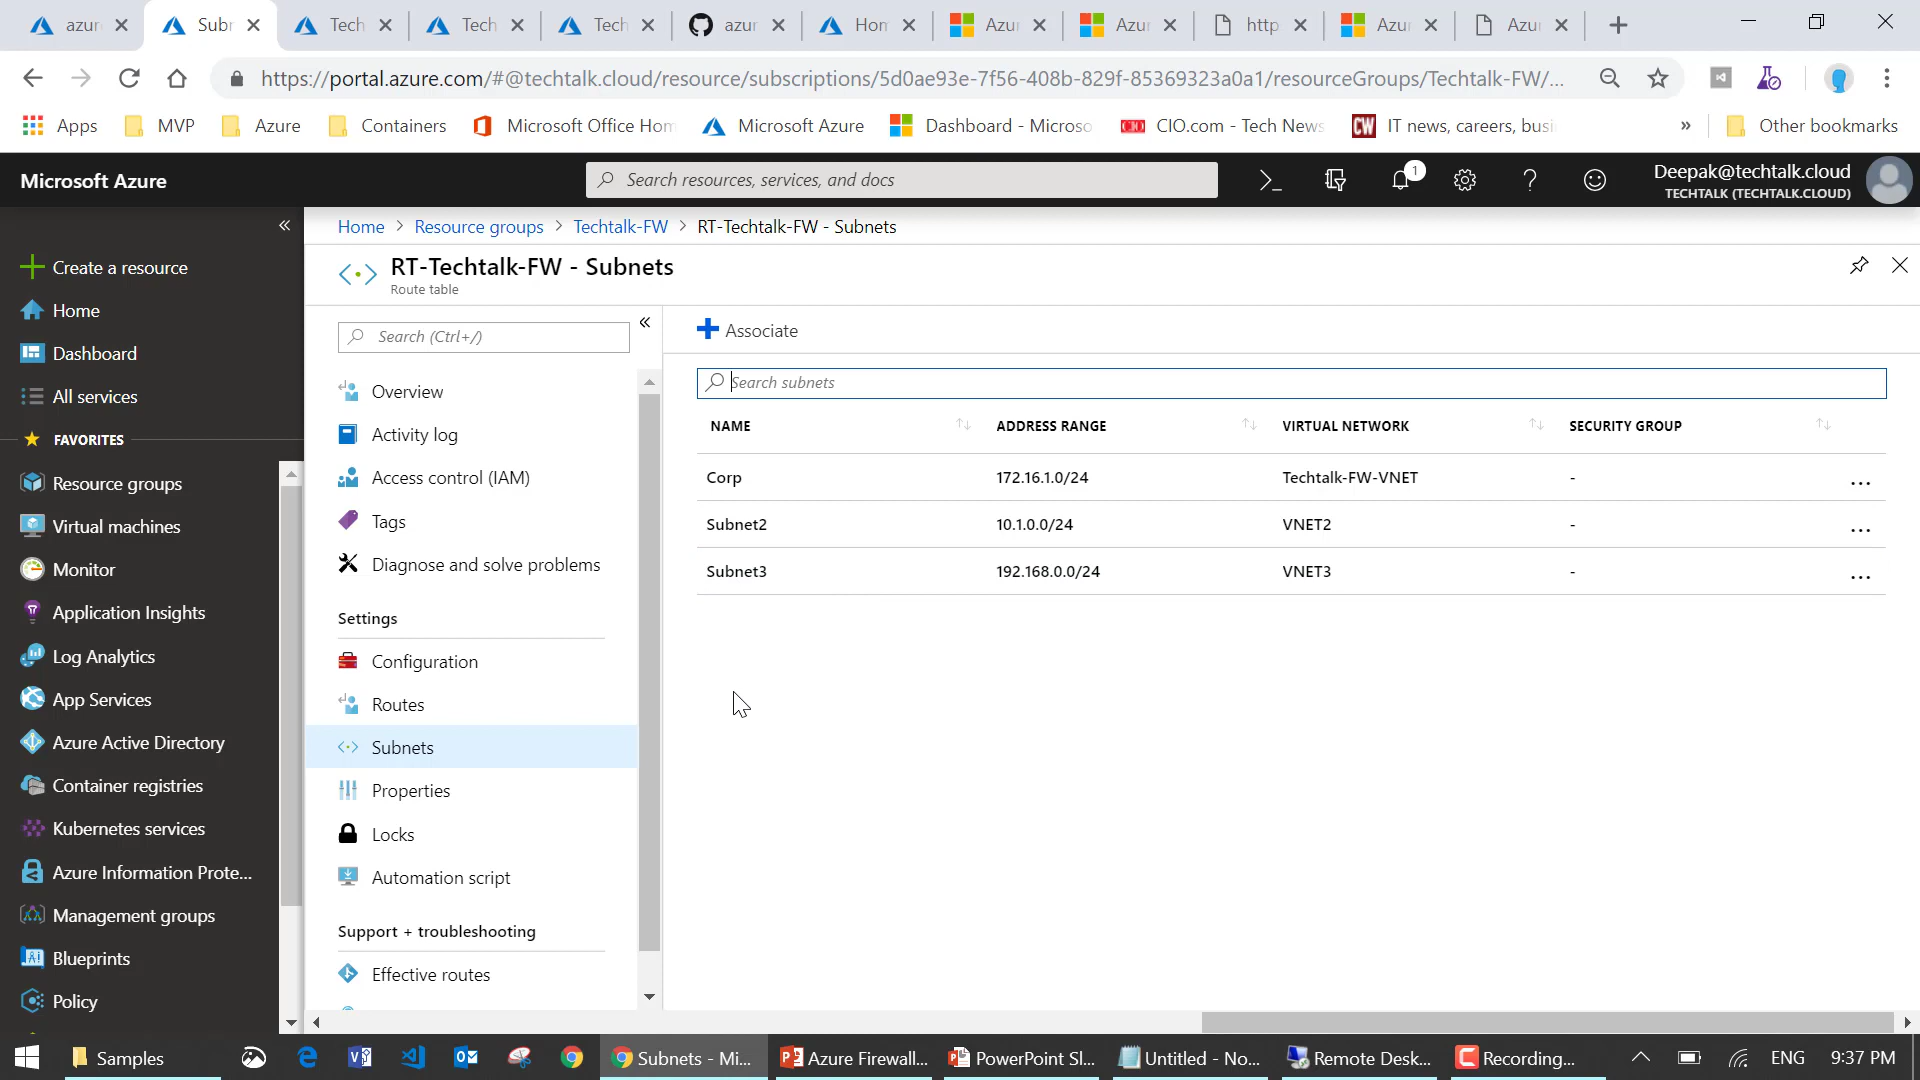 azur
Sub
Tech
Tech
Tech
azur
Hom
Azur
Azur
http
Azur
Azur
https://portal.azure.com/#@techtalk.cloud/resource/subscriptions/5d0ae93e-7f56-408b-829f-85369323a0a1/resourceGroups/Techtalk-FW/...
Apps
MVP
Azure
Containers
Microsoft Office Hom
Microsoft Azure
Dashboard - Microso
CIO.com - Tech News
CW
IT news, careers, busi
»
Other bookmarks
Microsoft Azure
Search resources, services, and docs
1
Deepak@techtalk.cloud
TECHTALK (TECHTALK.CLOUD)
Create a resource
Home
Dashboard
All services
FAVORITES
Resource groups
Virtual machines
Monitor
Application Insights
Log Analytics
App Services
Azure Active Directory
Container registries
Kubernetes services
Azure Information Prote...
Management groups
Blueprints
Policy
Home > Resource groups > Techtalk-FW > RT-Techtalk-FW - Subnets
RT-Techtalk-FW - Subnets
Route table
Search (Ctrl+/)
Overview
Activity log
Access control (IAM)
Tags
Diagnose and solve problems
Settings
Configuration
Routes
Subnets
Properties
Locks
Automation script
Support + troubleshooting
Effective routes
Associate
Search subnets
NAME ADDRESS RANGE VIRTUAL NETWORK SECURITY GROUP
Corp 172.16.1.0/24 Techtalk-FW-VNET - ...
Subnet2 10.1.0.0/24 VNET2 - ...
Subnet3 192.168.0.0/24 VNET3 - ...
Samples
Subnets - Mi...
Azure Firewall...
PowerPoint Sl...
Untitled - No...
Remote Desk...
Recording...
ENG
9:37 PM